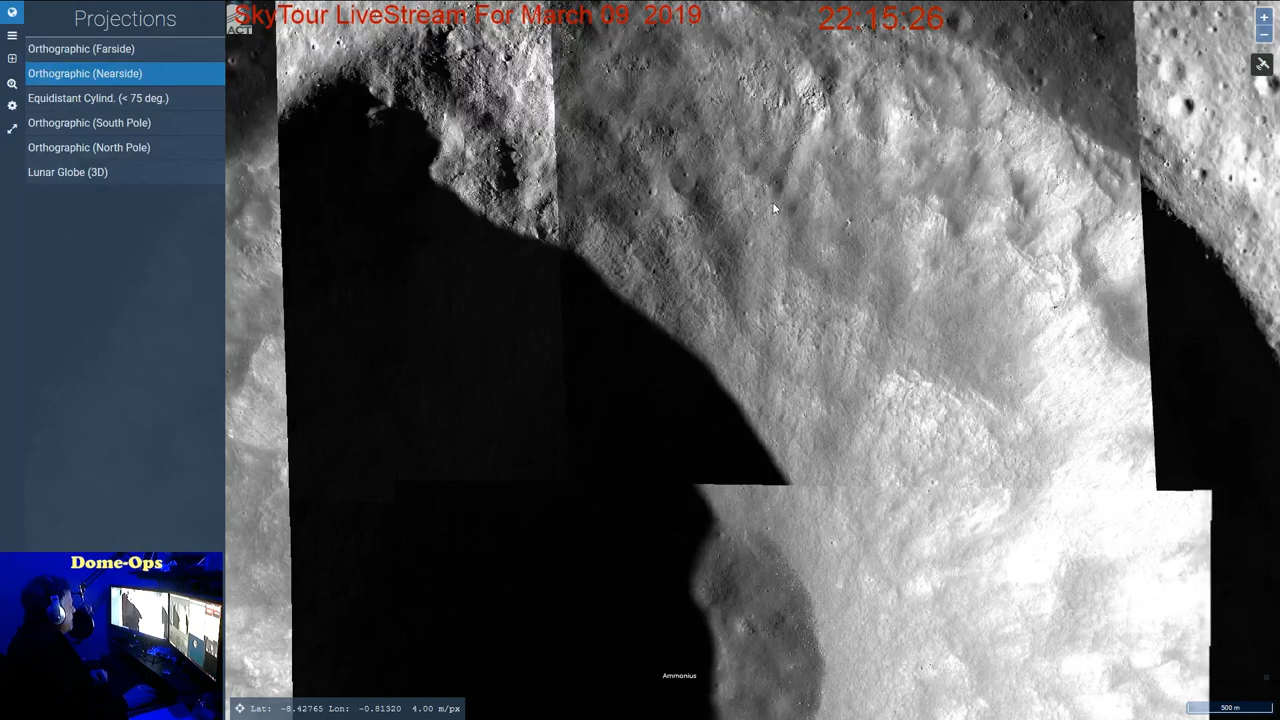 Projections
SkyTour LiveStream For March 09 2019
22:15:26
ACT
Orthographic (Farside)
Orthographic (Nearside)
Equidistant Cylind. (< 75 deg.)
Orthographic (South Pole)
Orthographic (North Pole)
Lunar Globe (3D)
Dome-Ops
Ammonius
Lat: -8.42765 Lon: -0.81320 4.00 m/px
500 m